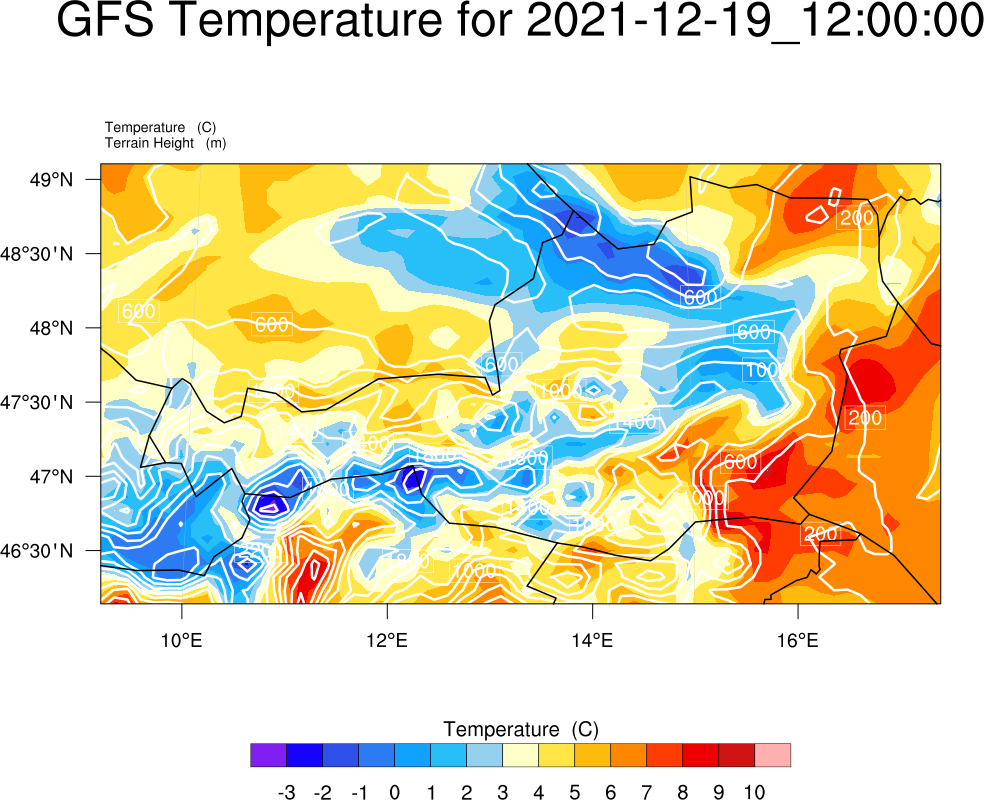 GFS Temperature for 2021-12-19_12:00:00
Temperature (C)
Terrain Height (m)
49°N
48°30'N
48°N
47°30'N
47°N
46°30'N
200
600
600
600
600
600
1000
1000
1400
200
600
1000
200
1000
10°E 12°E 14°E 16°E
Temperature (C)
-3 -2 -1 0 1 2 3 4 5 6 7 8 9 10